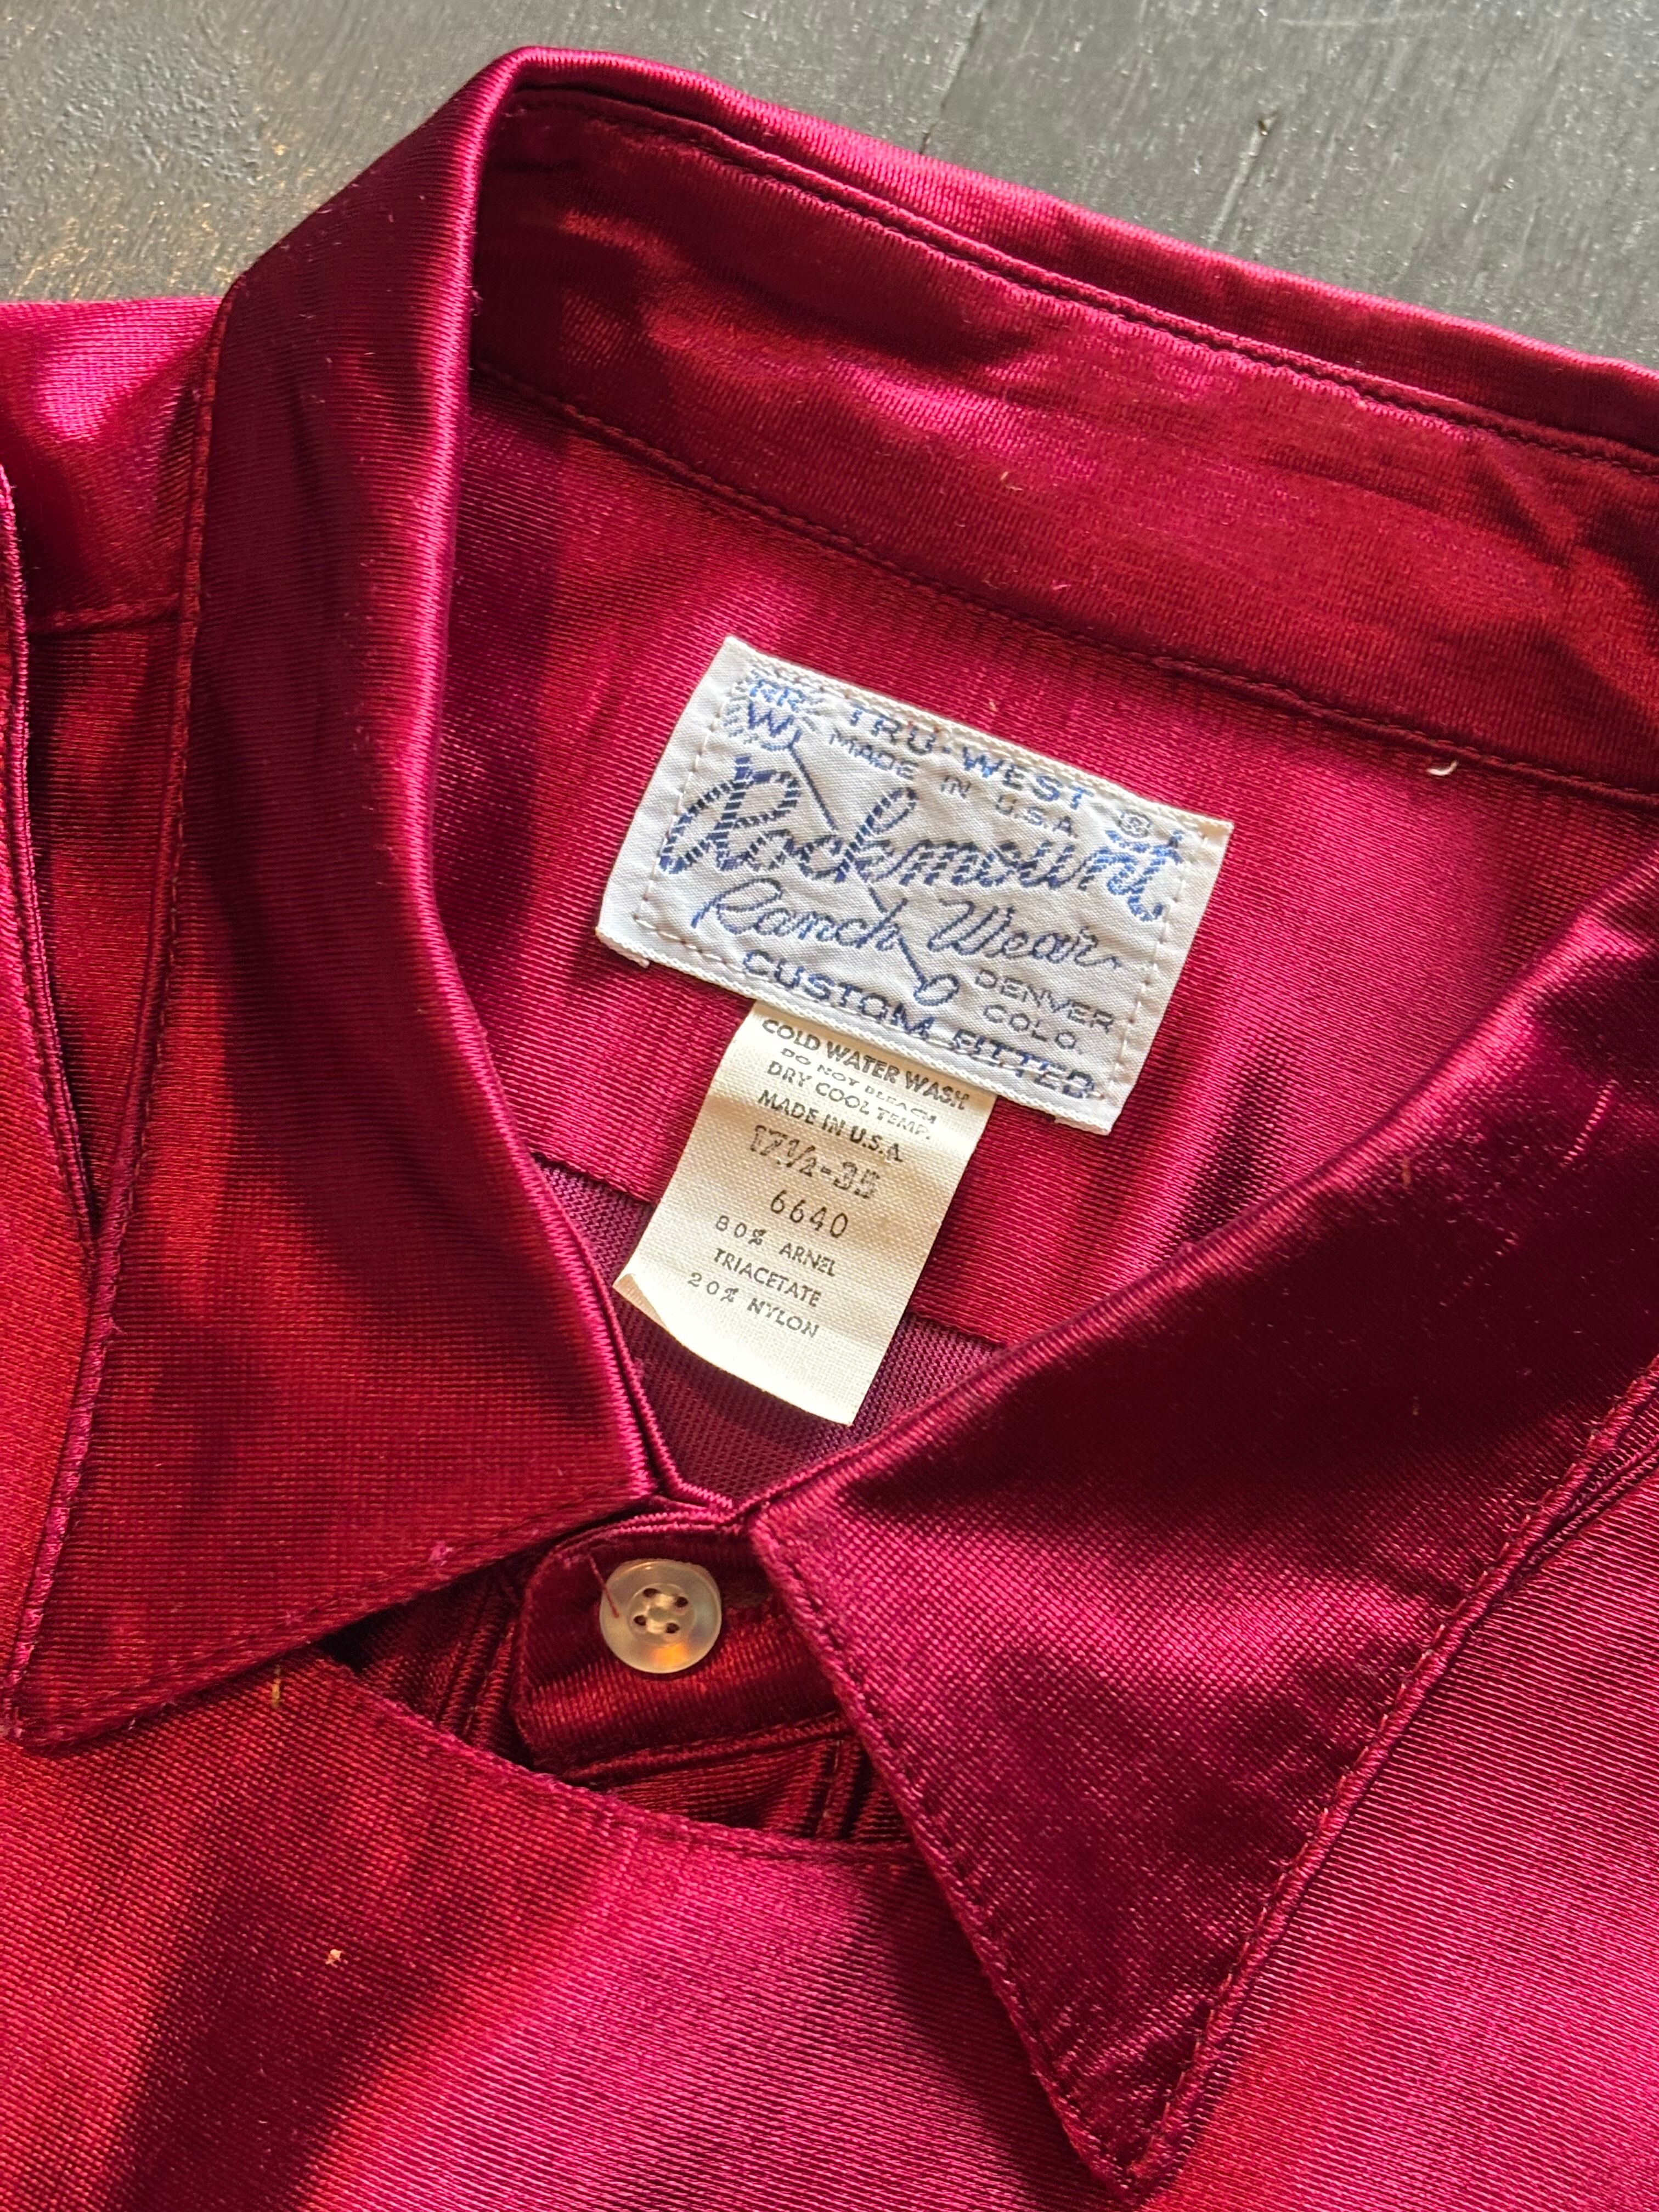 RR TRU-WEST ®
W MADE IN U.S.A.
Rockmount
Ranch Wear
DENVER
COLO.
CUSTOM FITTED
COLD WATER WASH
DO NOT BLEACH
DRY COOL TEMP.
MADE IN U.S.A.
17½-35
6640
80% ARNEL
TRIACETATE
20% NYLON